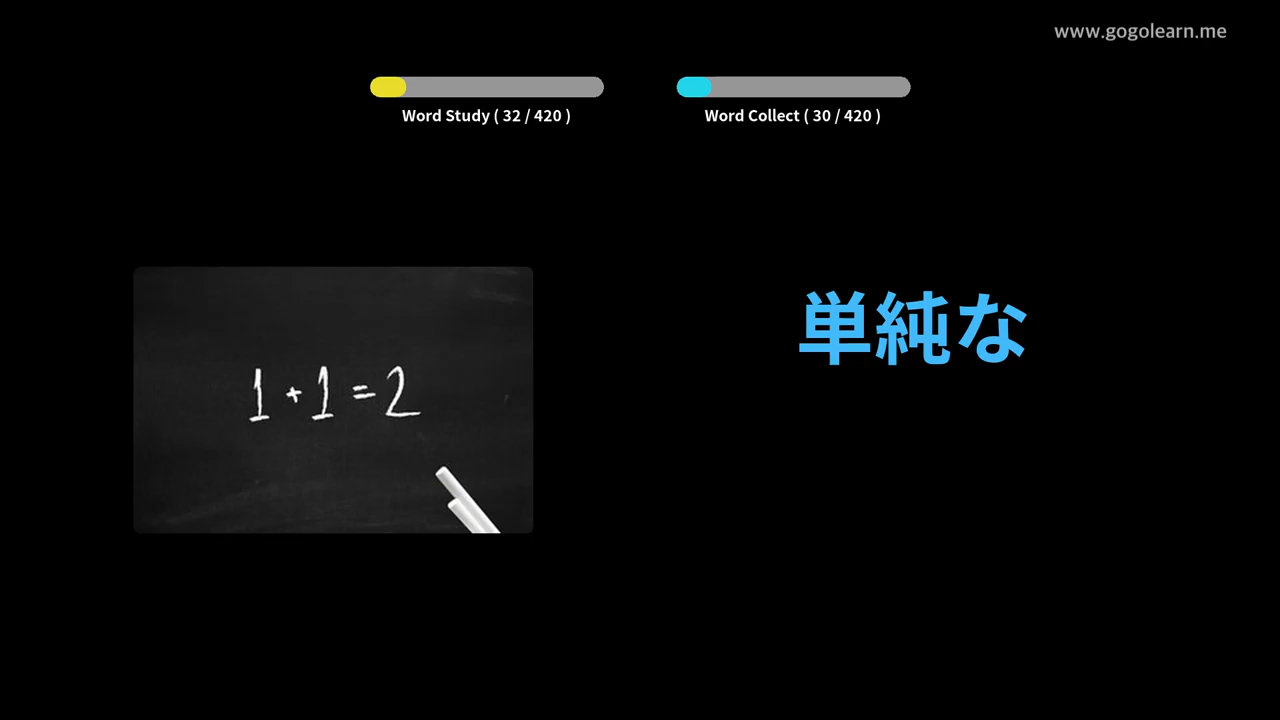 www.gogolearn.me
Word Study ( 32 / 420 )
Word Collect ( 30 / 420 )
1 + 1 = 2
単純な